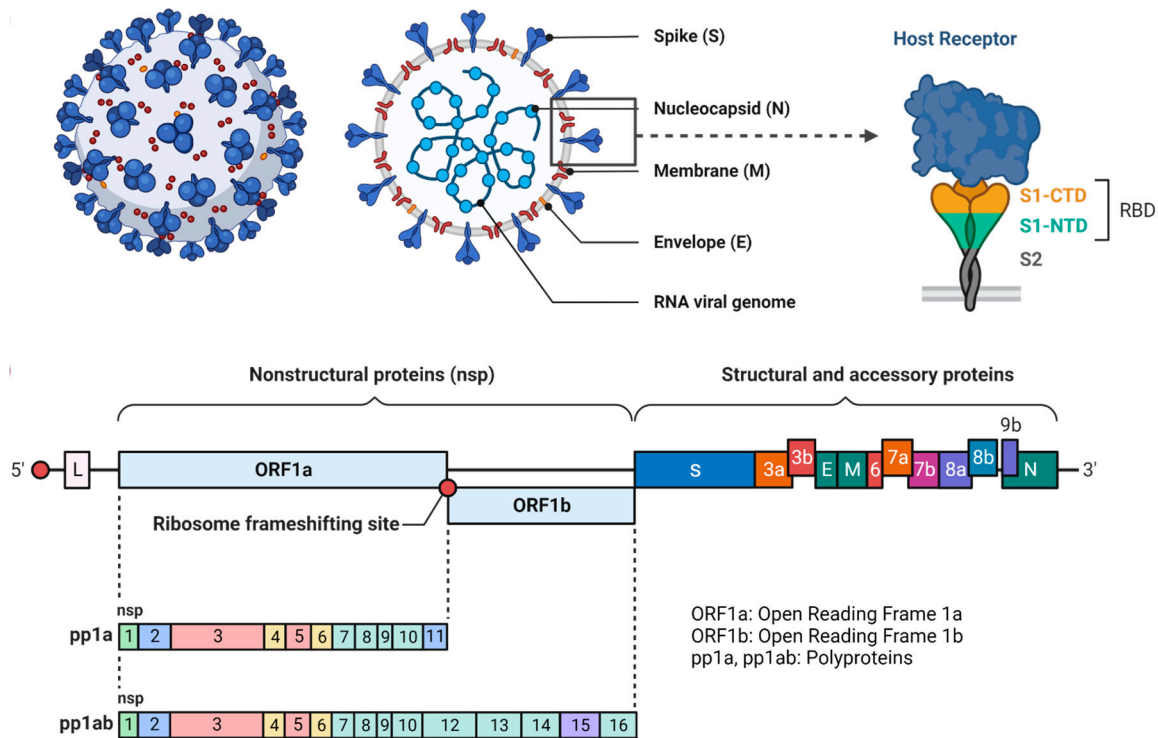 Spike (S)
Host Receptor
Nucleocapsid (N)
Membrane (M)
S1-CTD
RBD
S1-NTD
Envelope (E)
S2
RNA viral genome
Nonstructural proteins (nsp)
Structural and accessory proteins
9b
5' L ORF1a S 3a 3b E M 6 7a 7b 8a 8b N 3'
ORF1b
Ribosome frameshifting site
nsp
pp1a 1 2 3 4 5 6 7 8 9 10 11
ORF1a: Open Reading Frame 1a
ORF1b: Open Reading Frame 1b
pp1a, pp1ab: Polyproteins
nsp
pp1ab 1 2 3 4 5 6 7 8 9 10 12 13 14 15 16